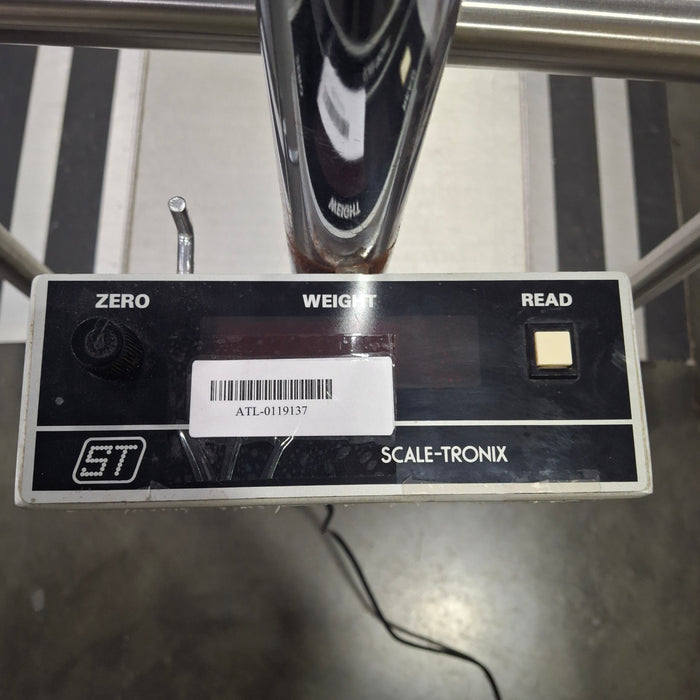 WEIGHT
ZERO WEIGHT READ
ATL-0119137
ST SCALE-TRONIX